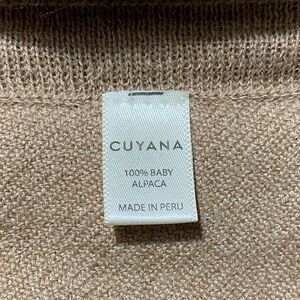 CUYANA
100% BABY
ALPACA
MADE IN PERU